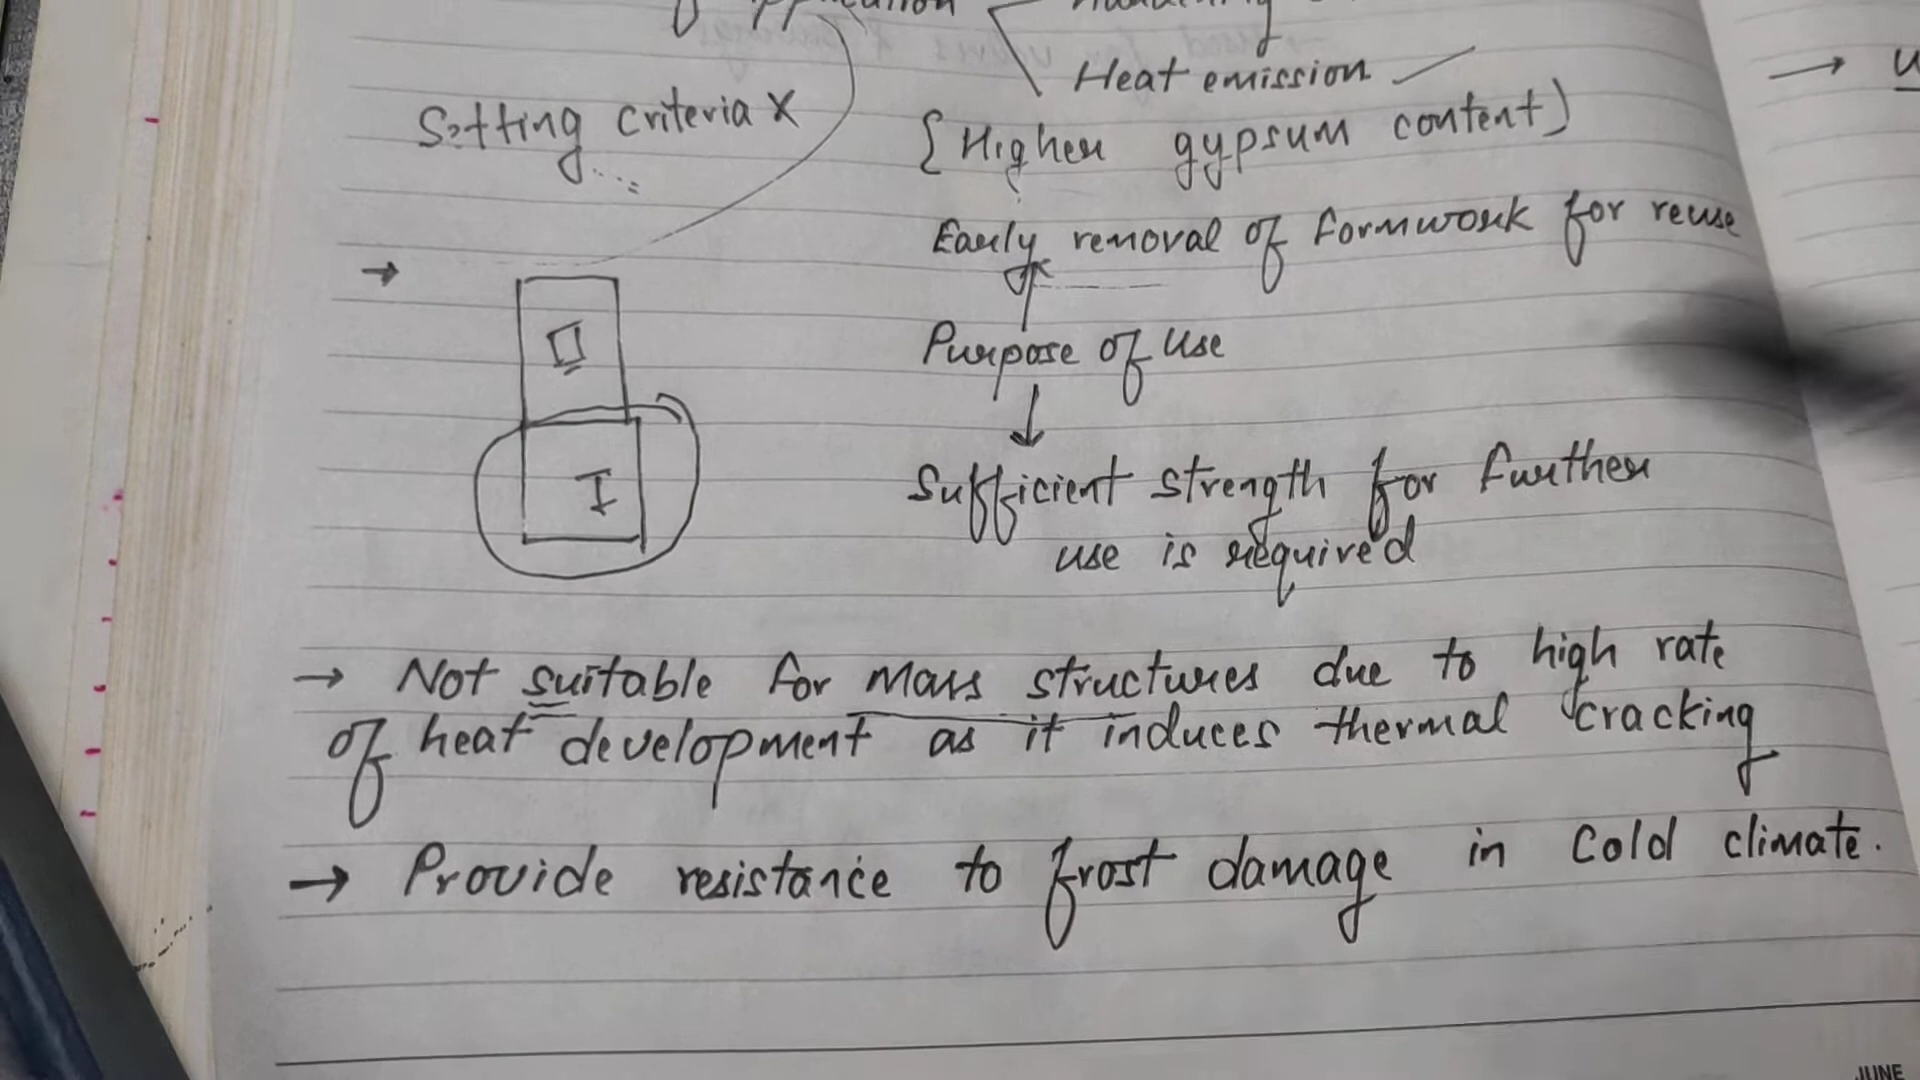 Heat emission
Setting criteria X
{Higher gypsum content}
Early removal of formwork for reuse
II
Purpose of use
I
Sufficient strength for further
use is required
→ Not suitable for mass structures due to high rate
of heat development as it induces thermal cracking
→ Provide resistance to frost damage in cold climate.
JUNE